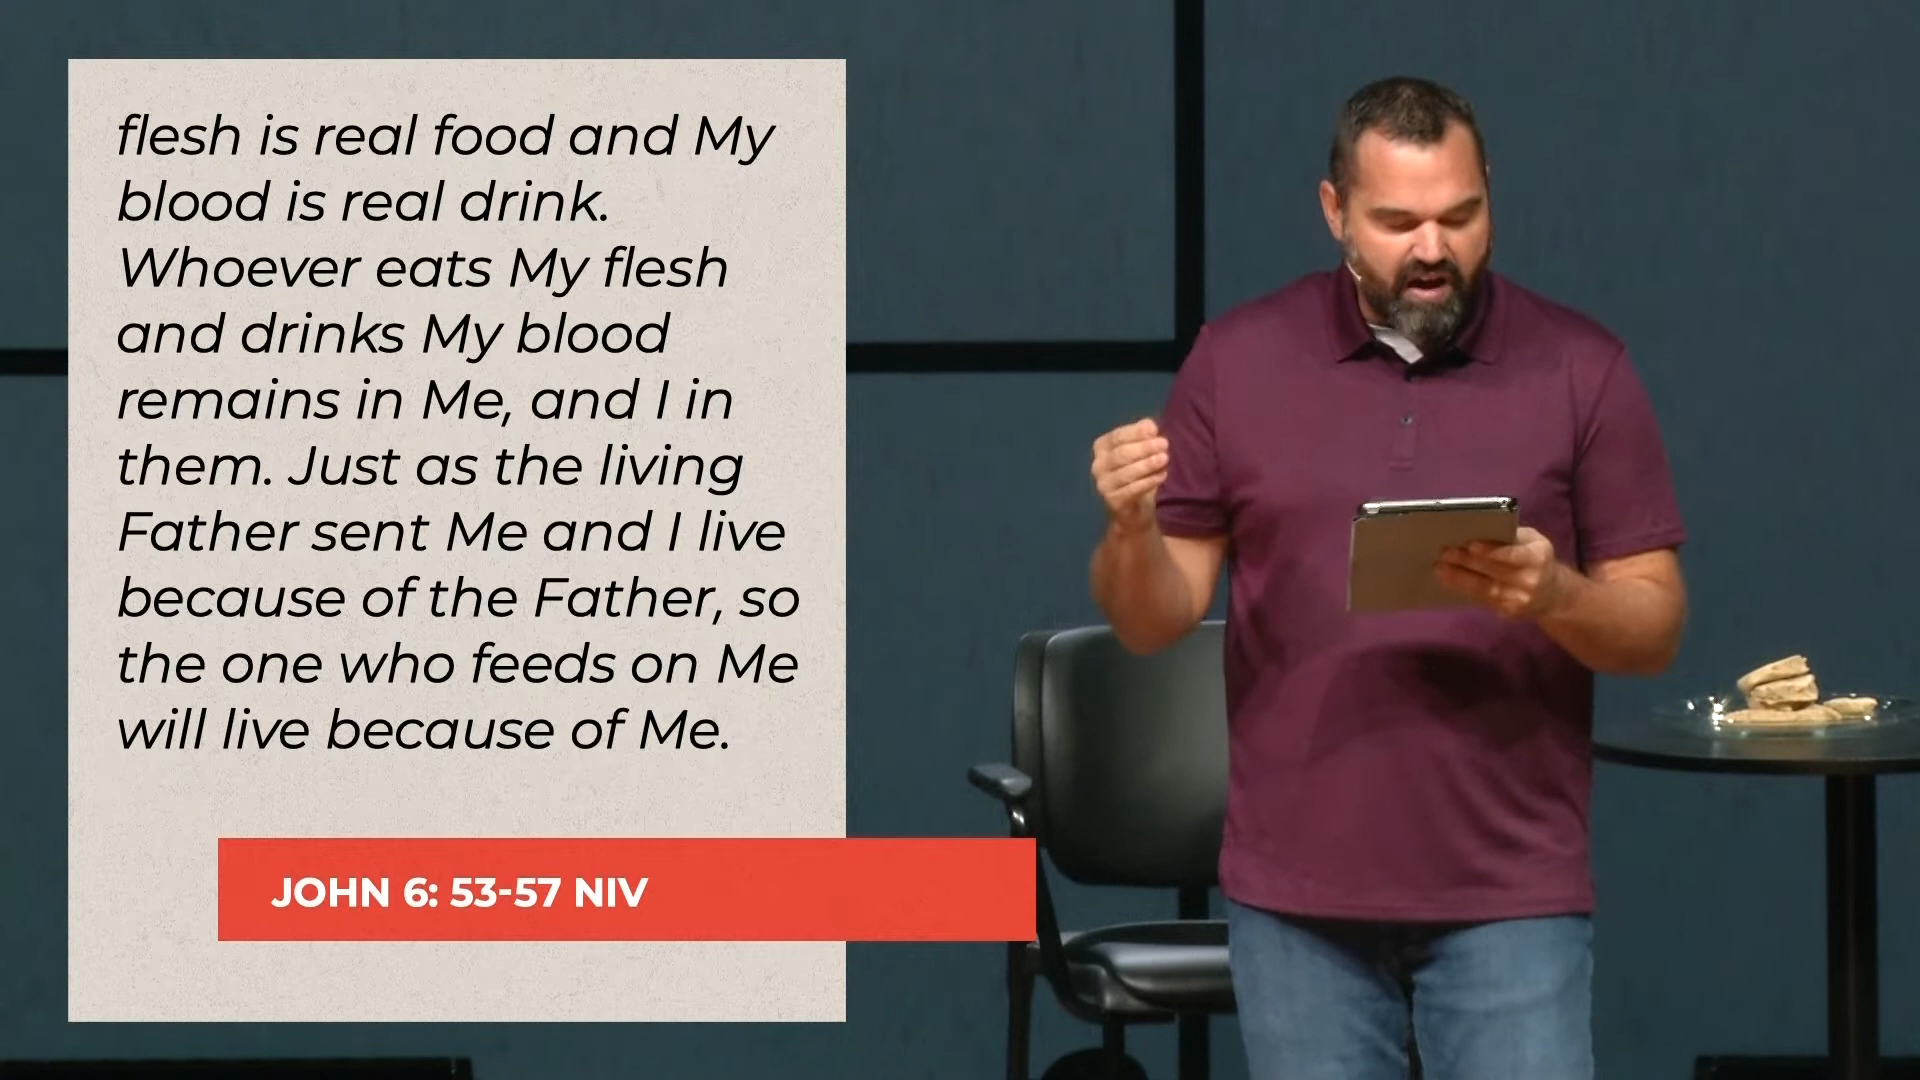 flesh is real food and My
blood is real drink.
Whoever eats My flesh
and drinks My blood
remains in Me, and I in
them. Just as the living
Father sent Me and I live
because of the Father, so
the one who feeds on Me
will live because of Me.
JOHN 6: 53-57 NIV